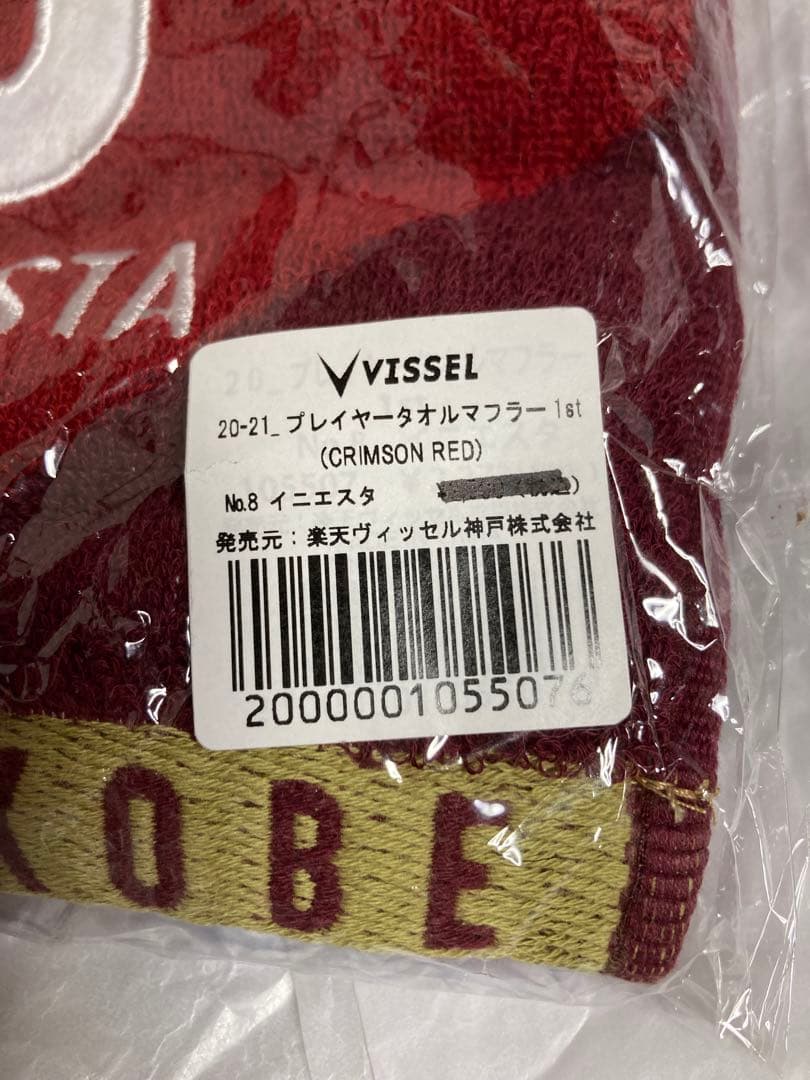 STA
VISSEL
20-21_プレイヤータオルマフラー 1st
(CRIMSON RED)
No.8 イニエスタ
発売元：楽天ヴィッセル神戸株式会社
2000001055076
KOBE